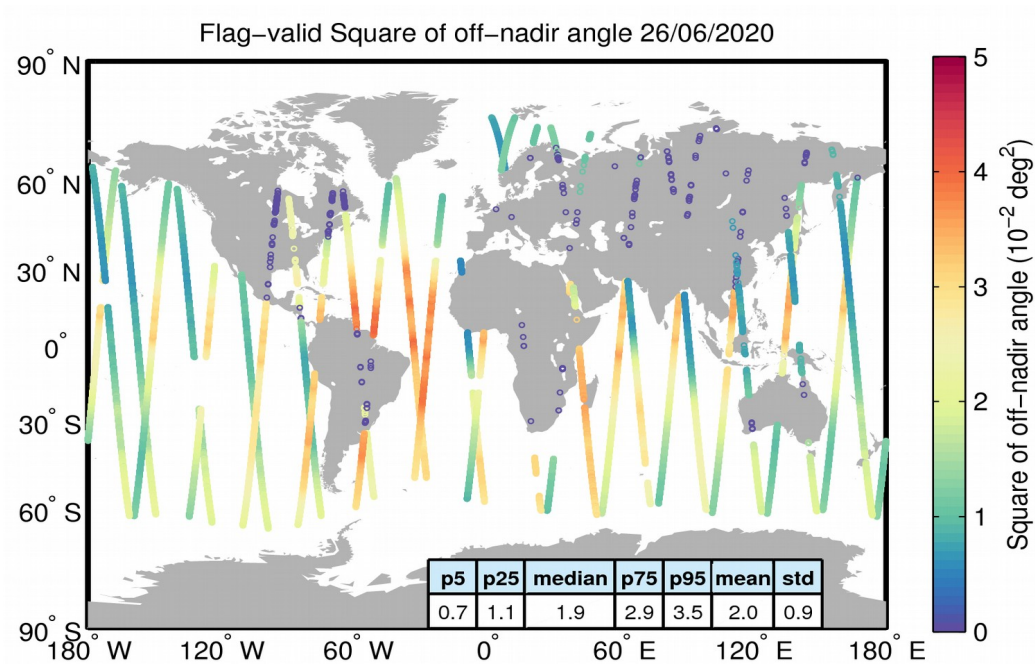 Flag−valid Square of off−nadir angle 26/06/2020
90° N
60° N
30° N
0°
30° S
60° S
90° S
180° W
120° W
60° W
0°
60° E
120° E
180° E
p5 p25 median p75 p95 mean std
0.7 1.1 1.9 2.9 3.5 2.0 0.9
5
4
3
2
1
0
Square of off−nadir angle (10⁻² deg²)